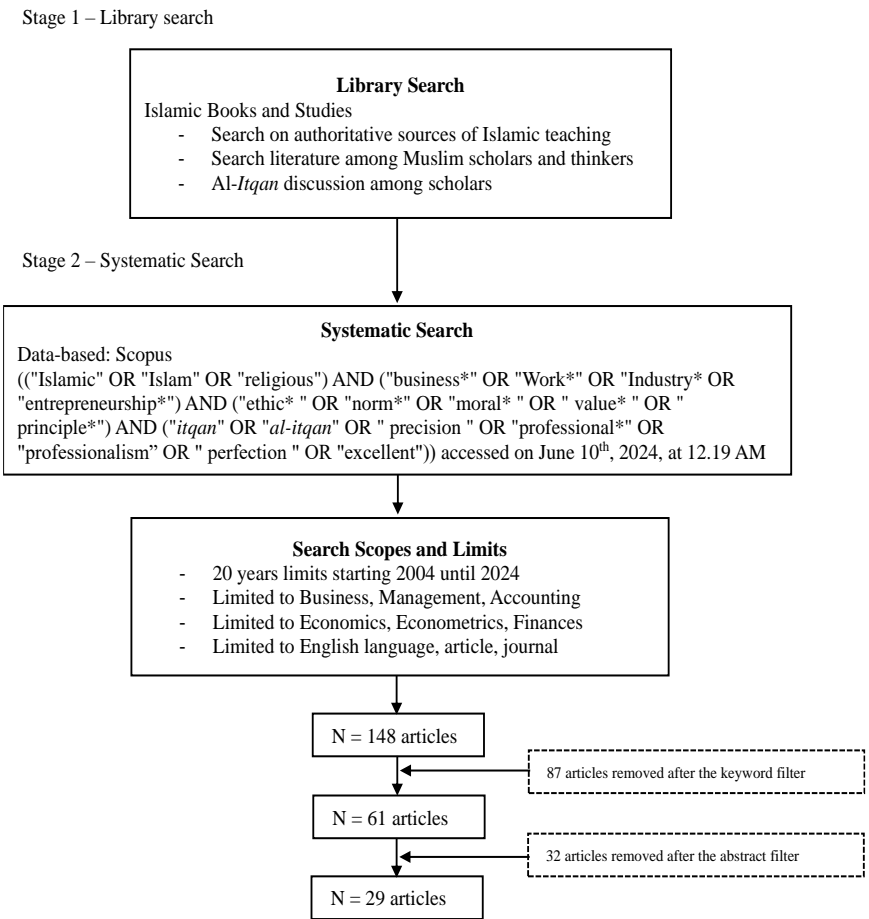 Stage 1 – Library search
Library Search
Islamic Books and Studies
- Search on authoritative sources of Islamic teaching
- Search literature among Muslim scholars and thinkers
- Al-Itqan discussion among scholars
Stage 2 – Systematic Search
Systematic Search
Data-based: Scopus
(("Islamic" OR "Islam" OR "religious") AND ("business*" OR "Work*" OR "Industry* OR
"entrepreneurship*") AND ("ethic* " OR "norm*" OR "moral* " OR " value* " OR "
principle*") AND ("itqan" OR "al-itqan" OR " precision " OR "professional*" OR
"professionalism” OR " perfection " OR "excellent")) accessed on June 10th, 2024, at 12.19 AM
Search Scopes and Limits
- 20 years limits starting 2004 until 2024
- Limited to Business, Management, Accounting
- Limited to Economics, Econometrics, Finances
- Limited to English language, article, journal
N = 148 articles
87 articles removed after the keyword filter
N = 61 articles
32 articles removed after the abstract filter
N = 29 articles